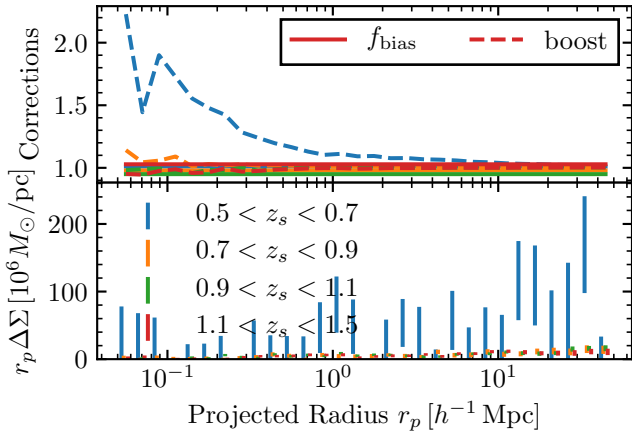 2.0
1.5
1.0
Corrections
f_bias
boost
200
100
0
r_p ΔΣ [10^6 M_⊙/pc]
0.5 < z_s < 0.7
0.7 < z_s < 0.9
0.9 < z_s < 1.1
1.1 < z_s < 1.5
10^−1
10^0
10^1
Projected Radius r_p [h^−1 Mpc]